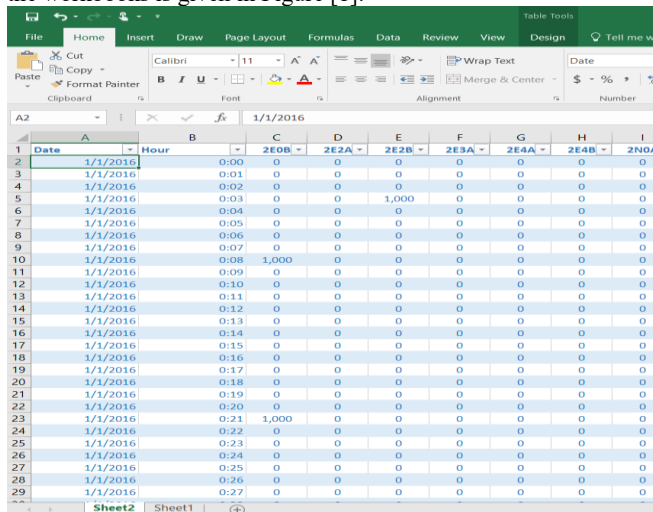 the workbooks is given in Figure [8].
Table Tools
File Home Insert Draw Page Layout Formulas Data Review View Design Tell me w
Cut
Copy
Format Painter
Paste
Calibri 11 A A
B I U A
Wrap Text
Merge & Center
Date
$ - % ,
Clipboard Font Alignment Number
A2 fx 1/1/2016
A B C D E F G H I
1 Date Hour 2E0B 2E2A 2E2B 2E3A 2E4A 2E4B 2N0A
2 1/1/2016 0:00 0 0 0 0 0 0 0
3 1/1/2016 0:01 0 0 0 0 0 0 0
4 1/1/2016 0:02 0 0 0 0 0 0 0
5 1/1/2016 0:03 0 0 1,000 0 0 0 0
6 1/1/2016 0:04 0 0 0 0 0 0 0
7 1/1/2016 0:05 0 0 0 0 0 0 0
8 1/1/2016 0:06 0 0 0 0 0 0 0
9 1/1/2016 0:07 0 0 0 0 0 0 0
10 1/1/2016 0:08 1,000 0 0 0 0 0 0
11 1/1/2016 0:09 0 0 0 0 0 0 0
12 1/1/2016 0:10 0 0 0 0 0 0 0
13 1/1/2016 0:11 0 0 0 0 0 0 0
14 1/1/2016 0:12 0 0 0 0 0 0 0
15 1/1/2016 0:13 0 0 0 0 0 0 0
16 1/1/2016 0:14 0 0 0 0 0 0 0
17 1/1/2016 0:15 0 0 0 0 0 0 0
18 1/1/2016 0:16 0 0 0 0 0 0 0
19 1/1/2016 0:17 0 0 0 0 0 0 0
20 1/1/2016 0:18 0 0 0 0 0 0 0
21 1/1/2016 0:19 0 0 0 0 0 0 0
22 1/1/2016 0:20 0 0 0 0 0 0 0
23 1/1/2016 0:21 1,000 0 0 0 0 0 0
24 1/1/2016 0:22 0 0 0 0 0 0 0
25 1/1/2016 0:23 0 0 0 0 0 0 0
26 1/1/2016 0:24 0 0 0 0 0 0 0
27 1/1/2016 0:25 0 0 0 0 0 0 0
28 1/1/2016 0:26 0 0 0 0 0 0 0
29 1/1/2016 0:27 0 0 0 0 0 0 0
Sheet2 Sheet1